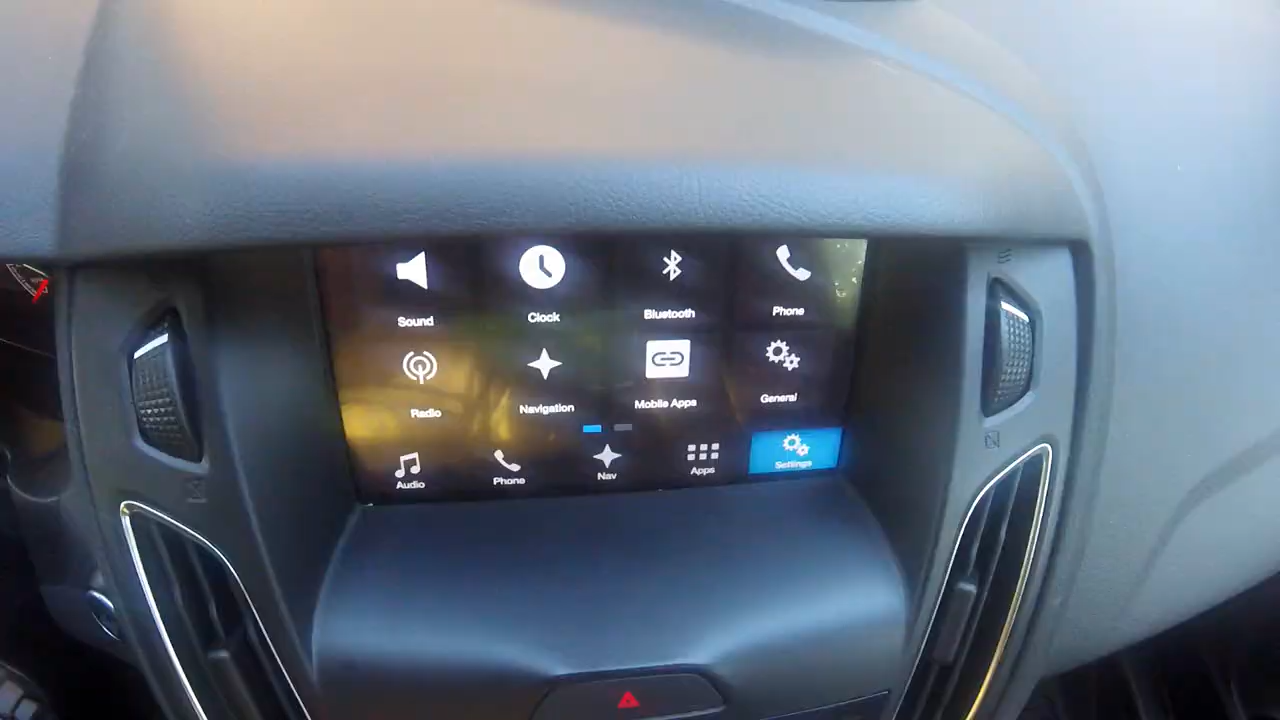 Sound Clock Bluetooth Phone
Radio Navigation Mobile Apps General
Audio Phone Nav Apps Settings